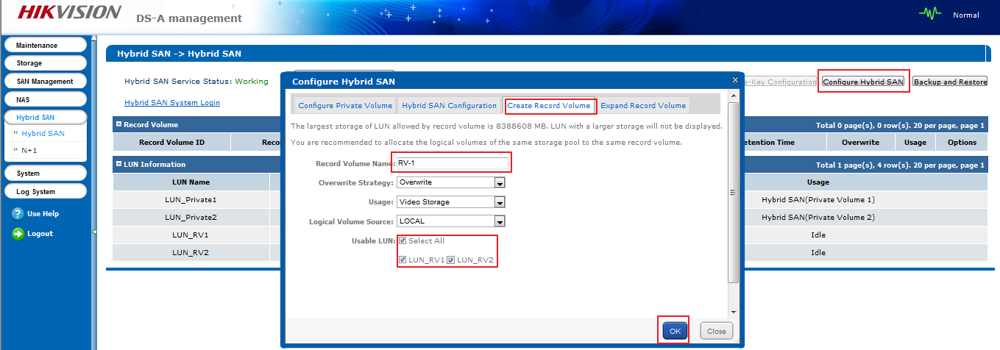 HIKVISION DS-A management
Normal
Maintenance
Storage
SAN Management
NAS
Hybrid SAN
Hybrid SAN
N+1
System
Log System
Use Help
Logout
Hybrid SAN -> Hybrid SAN
Hybrid SAN Service Status: Working
e-Key Configuration Configure Hybrid SAN Backup and Restore
Hybrid SAN System Login
Record Volume Total 0 page(s), 0 row(s). 20 per page, page 1
Record Volume ID Reco etention Time Overwrite Usage Options
LUN Information Total 1 page(s), 4 row(s). 20 per page, page 1
LUN Name Usage
LUN_Private1 Hybrid SAN(Private Volume 1)
LUN_Private2 Hybrid SAN(Private Volume 2)
LUN_RV1 Idle
LUN_RV2 Idle
Configure Hybrid SAN
Configure Private Volume Hybrid SAN Configuration Create Record Volume Expand Record Volume
The largest storage of LUN allowed by record volume is 8388608 MB. LUN with a larger storage will not be displayed.
You are recommended to allocate the logical volumes of the same storage pool to the same record volume.
Record Volume Name: RV-1
Overwrite Strategy: Overwrite
Usage: Video Storage
Logical Volume Source: LOCAL
Usable LUN: Select All
LUN_RV1 LUN_RV2
OK Close